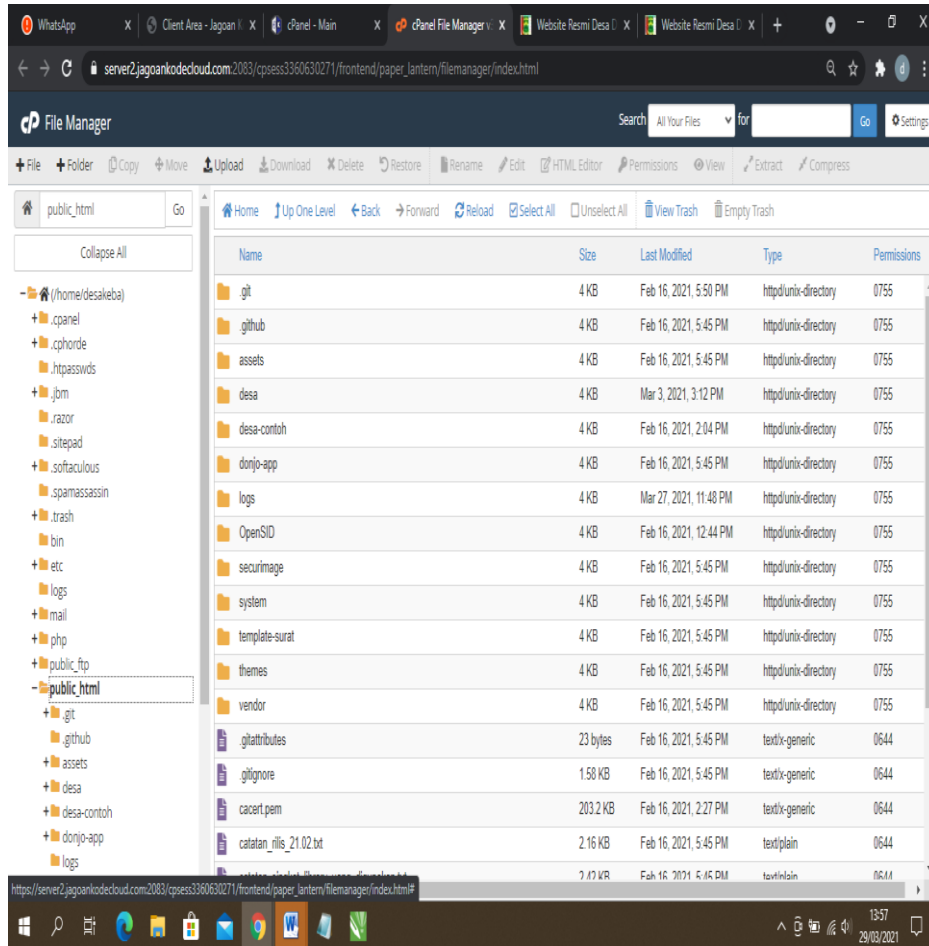 WhatsApp X Client Area - Jagoan K X cPanel - Main X cPanel File Manager v3 X Website Resmi Desa D X Website Resmi Desa D X +
server2.jagoankodecloud.com:2083/cpsess3360630271/frontend/paper_lantern/filemanager/index.html d
cP File Manager Search All Your Files for Go Settings
+ File + Folder Copy Move Upload Download Delete Restore Rename Edit HTML Editor Permissions View Extract Compress
public_html Go Home Up One Level Back Forward Reload Select All Unselect All View Trash Empty Trash
Collapse All
(/home/desakeba)
.cpanel
.cphorde
.htpasswds
.jbm
.razor
.sitepad
.softaculous
.spamassassin
.trash
bin
etc
logs
mail
php
public_ftp
public_html
.git
.github
assets
desa
desa-contoh
donjo-app
logs
Name Size Last Modified Type Permissions
.git 4 KB Feb 16, 2021, 5:50 PM httpd/unix-directory 0755
.github 4 KB Feb 16, 2021, 5:45 PM httpd/unix-directory 0755
assets 4 KB Feb 16, 2021, 5:45 PM httpd/unix-directory 0755
desa 4 KB Mar 3, 2021, 3:12 PM httpd/unix-directory 0755
desa-contoh 4 KB Feb 16, 2021, 2:04 PM httpd/unix-directory 0755
donjo-app 4 KB Feb 16, 2021, 5:45 PM httpd/unix-directory 0755
logs 4 KB Mar 27, 2021, 11:48 PM httpd/unix-directory 0755
OpenSID 4 KB Feb 16, 2021, 12:44 PM httpd/unix-directory 0755
securimage 4 KB Feb 16, 2021, 5:45 PM httpd/unix-directory 0755
system 4 KB Feb 16, 2021, 5:45 PM httpd/unix-directory 0755
template-surat 4 KB Feb 16, 2021, 5:45 PM httpd/unix-directory 0755
themes 4 KB Feb 16, 2021, 5:45 PM httpd/unix-directory 0755
vendor 4 KB Feb 16, 2021, 5:45 PM httpd/unix-directory 0755
.gitattributes 23 bytes Feb 16, 2021, 5:45 PM text/x-generic 0644
.gitignore 1.58 KB Feb 16, 2021, 5:45 PM text/x-generic 0644
cacert.pem 203.2 KB Feb 16, 2021, 2:27 PM text/x-generic 0644
catatan_rilis_21.02.txt 2.16 KB Feb 16, 2021, 5:45 PM text/plain 0644
2.42 KB Feb 16, 2021, 5:45 PM text/plain 0644
https://server2.jagoankodecloud.com:2083/cpsess3360630271/frontend/paper_lantern/filemanager/index.html#
13:57
29/03/2021